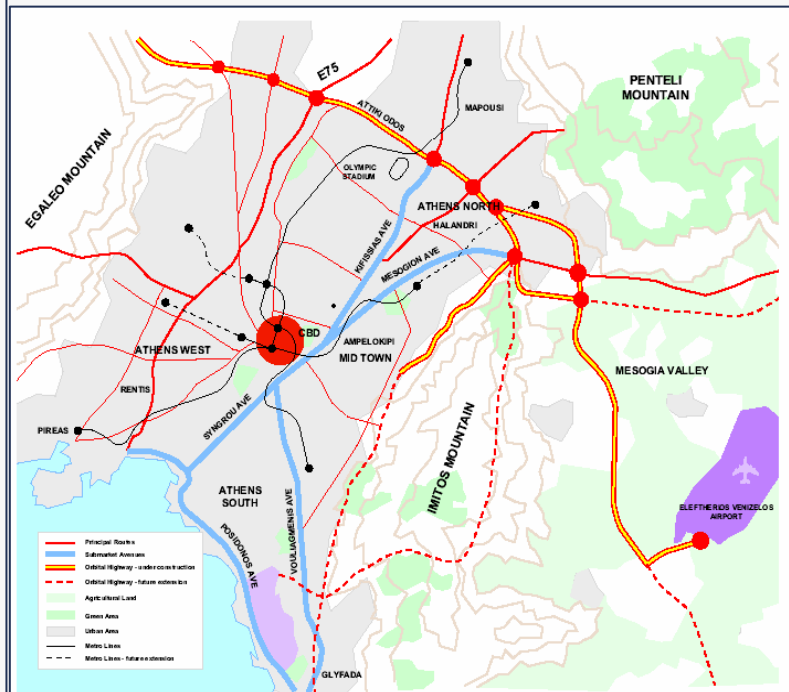 E75
PENTELI
MOUNTAIN
MAPOUSI
ATTIKI ODOS
EGALEO MOUNTAIN
OLYMPIC
STADIUM
ATHENS NORTH
HALANDRI
KIFISSIAS AVE
MESOGION AVE
CBD
AMPELOKIPI
MID TOWN
ATHENS WEST
MESOGIA VALLEY
RENTIS
PIREAS
SYNGROU AVE
IMITOS MOUNTAIN
ATHENS
SOUTH
VOULIAGMENIS AVE
POSIDONOS AVE
ELEFTHERIOS VENIZELOS
AIRPORT
GLYFADA
Principal Routes
Submarket Avenues
Orbital Highway - under construction
Orbital Highway - future extension
Agricultural Land
Green Area
Urban Area
Metro Lines
Metro Lines - future extension